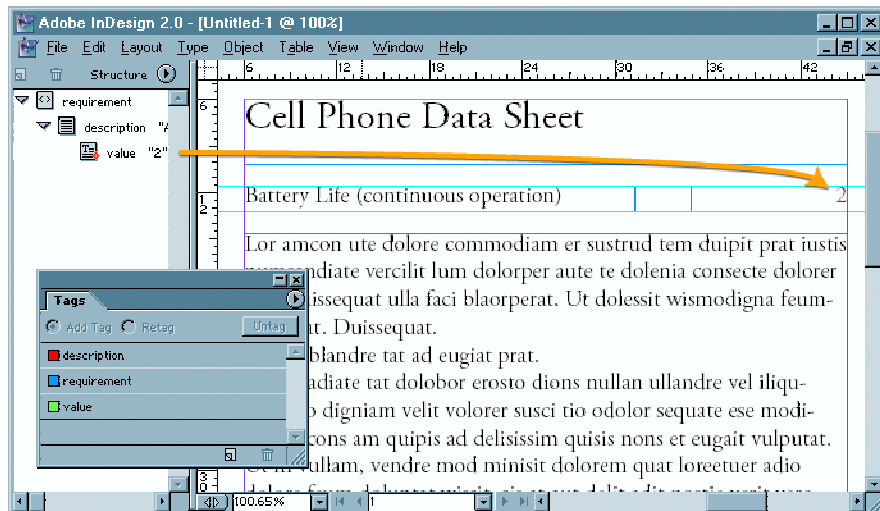 Adobe InDesign 2.0 - [Untitled-1 @ 100%]
File Edit Layout Type Object Table View Window Help
Structure
6 12 18 24 30 36 42
requirement
description "A
value "2"
6
Cell Phone Data Sheet
1
2
Battery Life (continuous operation) 2
Lor amcon ute dolore commodiam er sustrud tem duipit prat iustis
diate vercilit lum dolorper aute te dolenia consecte dolorer
issequat ulla faci blaorperat. Ut dolessit wismodigna feum-
t. Duissequat.
blandre tat ad eugiat prat.
adiate tat dolobor erosto dions nullan ullandre vel iliqu-
digniam velit volorer susci tio odolor sequate ese modi-
cons am quipis ad delisissim quisis nons et eugait vulputat.
vullam, vendre mod minisit dolorem quat loreetuer adio
Tags
Add Tag Retag Untag
description
requirement
value
3
0
100.65% 1